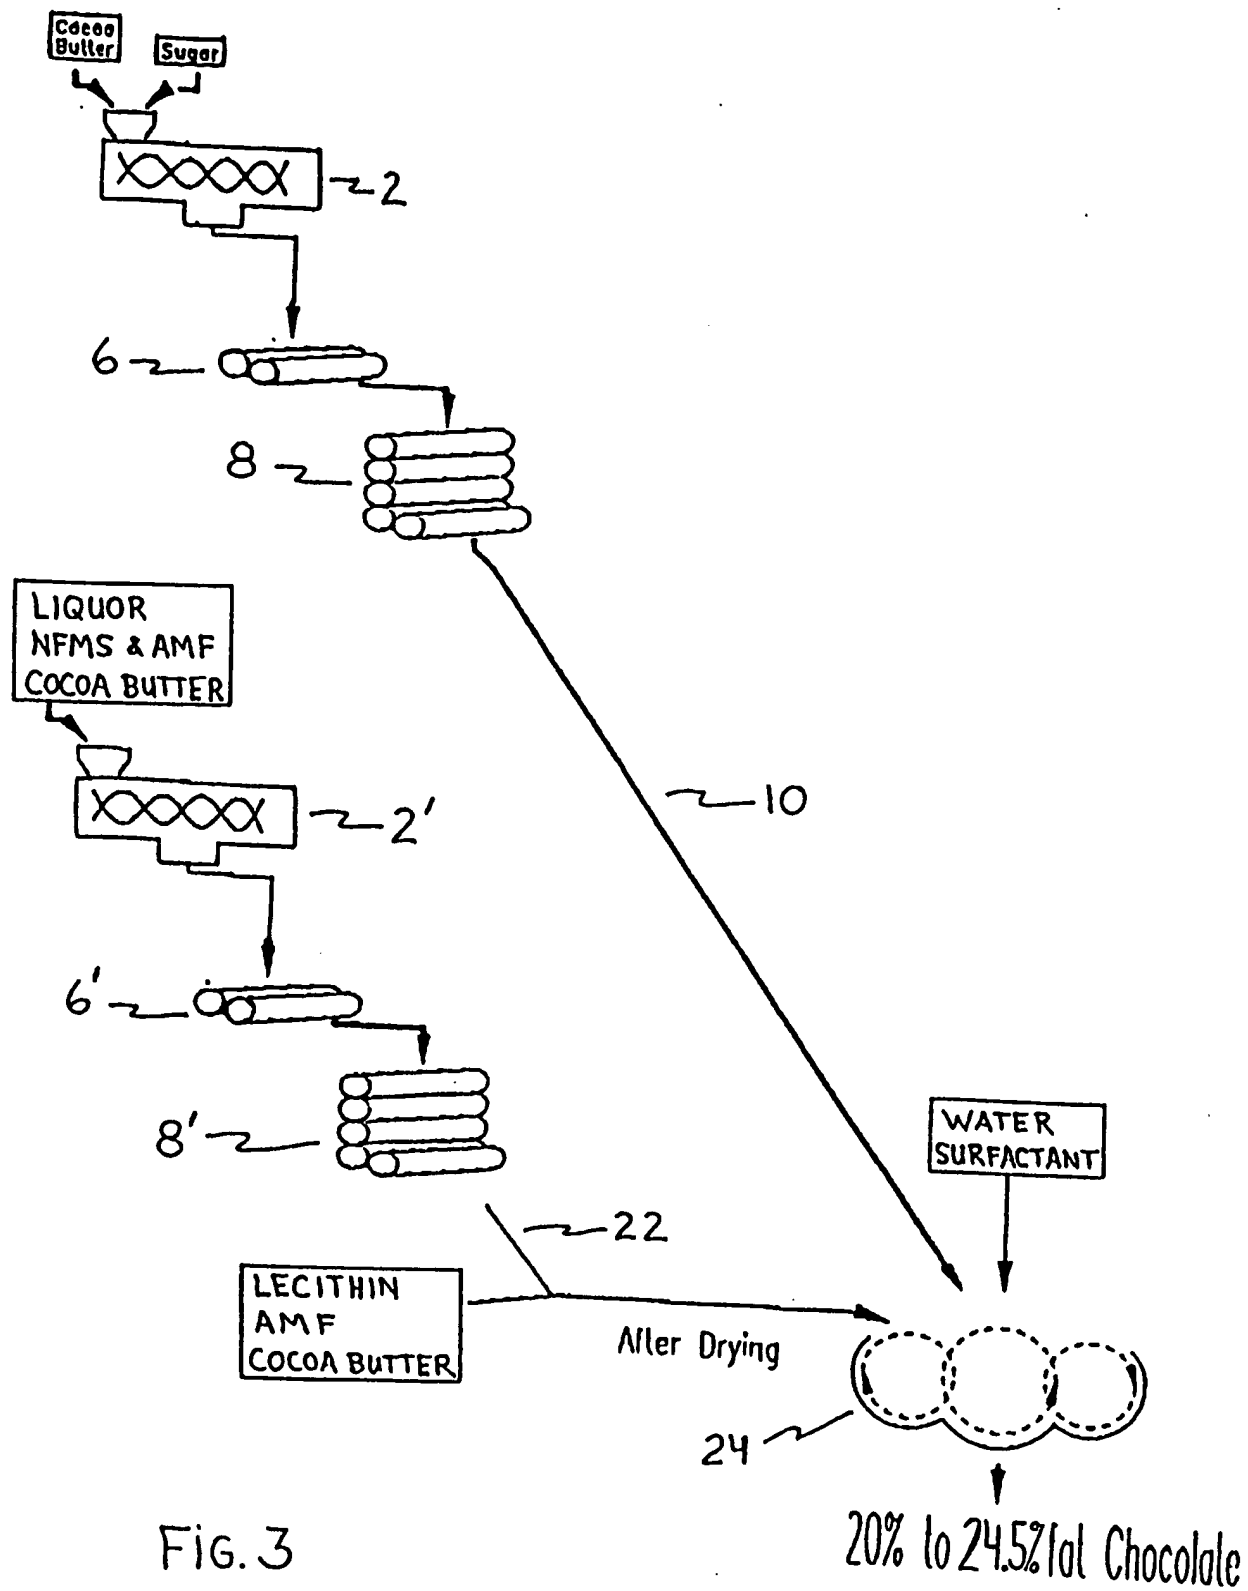 Cocoa
Butter
Sugar
2
6
8
LIQUOR
NFMS & AMF
COCOA BUTTER
10
2'
6'
8'
WATER
SURFACTANT
22
LECITHIN
AMF
COCOA BUTTER
After Drying
24
20% to 24.5% fat Chocolate
FIG. 3